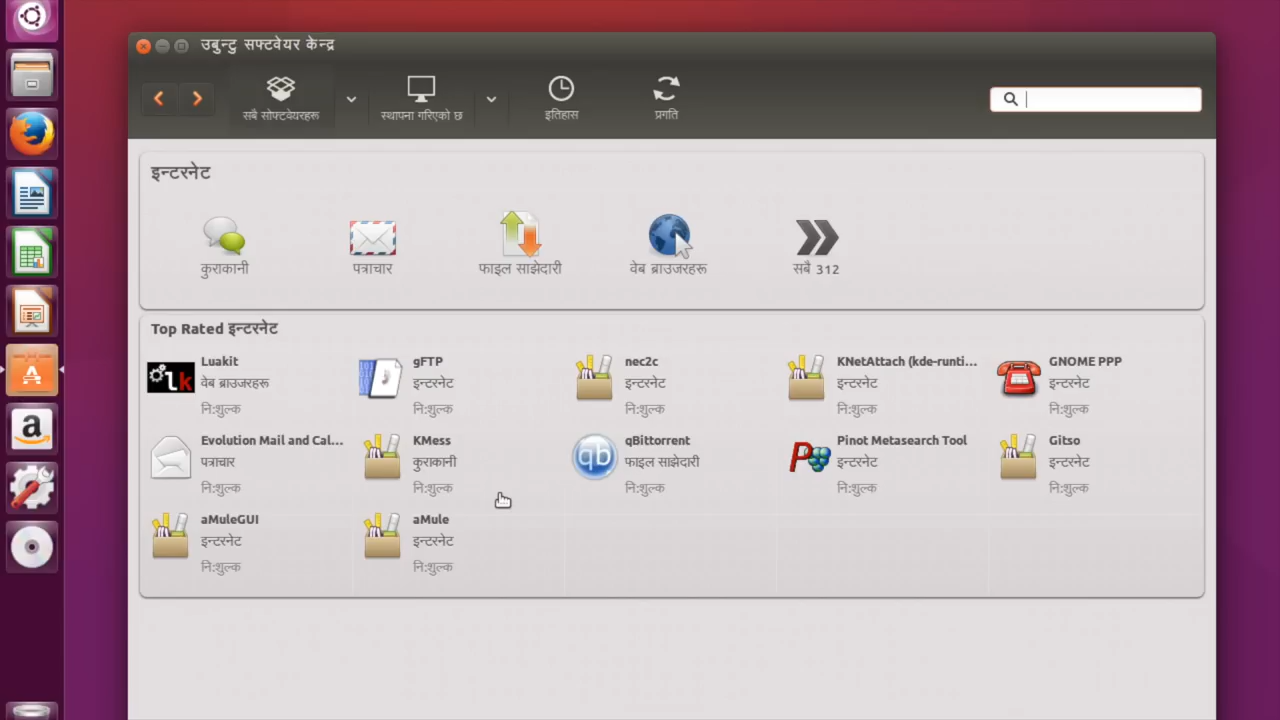 उबुन्टु सफ्टवेयर केन्द्र
सबै सोफ्टवेयरहरू
स्थापना गरिएको छ
इतिहास
प्रगति
इन्टरनेट
कुराकानी
पत्राचार
फाइल साझेदारी
वेब ब्राउजरहरू
सबै 312
Top Rated इन्टरनेट
Luakit
वेब ब्राउजरहरू
नि:शुल्क
gFTP
इन्टरनेट
नि:शुल्क
nec2c
इन्टरनेट
नि:शुल्क
KNetAttach (kde-runti...
इन्टरनेट
नि:शुल्क
GNOME PPP
इन्टरनेट
नि:शुल्क
Evolution Mail and Cal...
पत्राचार
नि:शुल्क
KMess
कुराकानी
नि:शुल्क
qb
qBittorrent
फाइल साझेदारी
नि:शुल्क
Pinot Metasearch Tool
इन्टरनेट
नि:शुल्क
Gitso
इन्टरनेट
नि:शुल्क
aMuleGUI
इन्टरनेट
नि:शुल्क
aMule
इन्टरनेट
नि:शुल्क